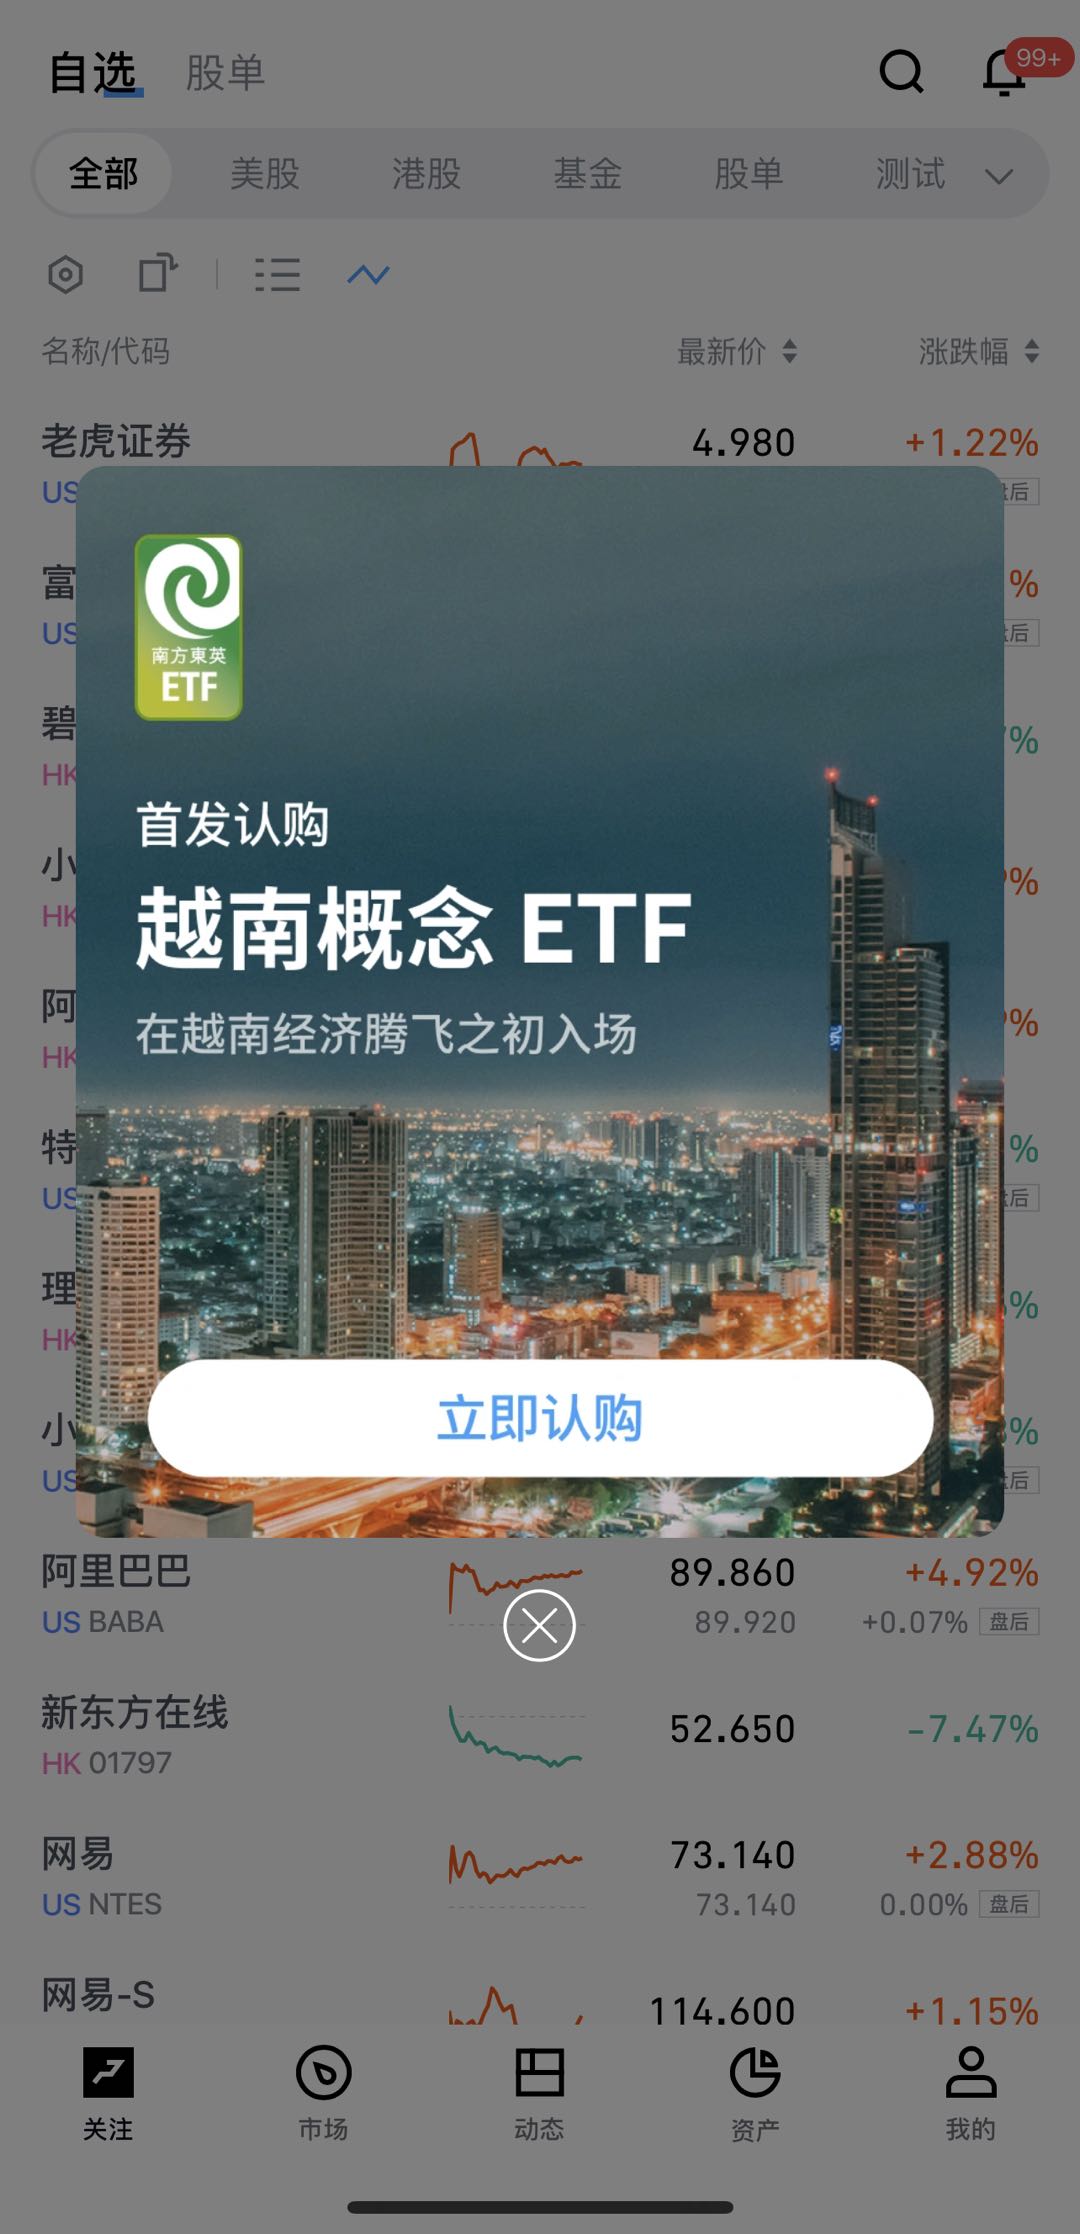 自选 股单 99+
全部 美股 港股 基金 股单 测试
名称/代码 最新价 涨跌幅
老虎证券 4.980 +1.22%
US 盘后
富 %
US 盘后
碧 %
HK
小 %
HK
阿 %
HK
特 %
US 盘后
理 %
HK
小 %
US 盘后
南方東英
ETF
首发认购
越南概念 ETF
在越南经济腾飞之初入场
立即认购
阿里巴巴 89.860 +4.92%
US BABA 89.920 +0.07% 盘后
新东方在线 52.650 -7.47%
HK 01797
网易 73.140 +2.88%
US NTES 73.140 0.00% 盘后
网易-S 114.600 +1.15%
关注 市场 动态 资产 我的